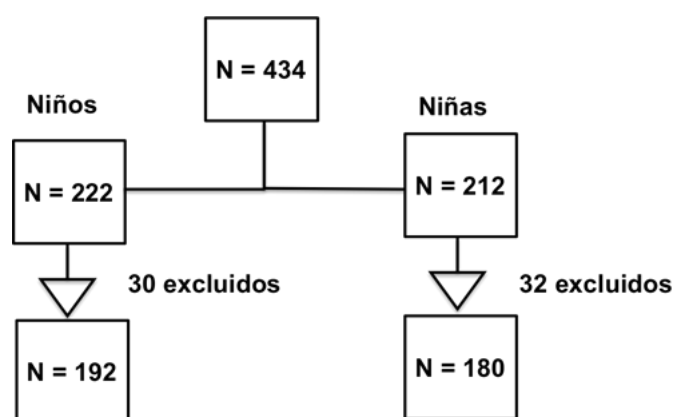 N = 434
Niños
Niñas
N = 222
N = 212
30 excluidos
32 excluidos
N = 192
N = 180